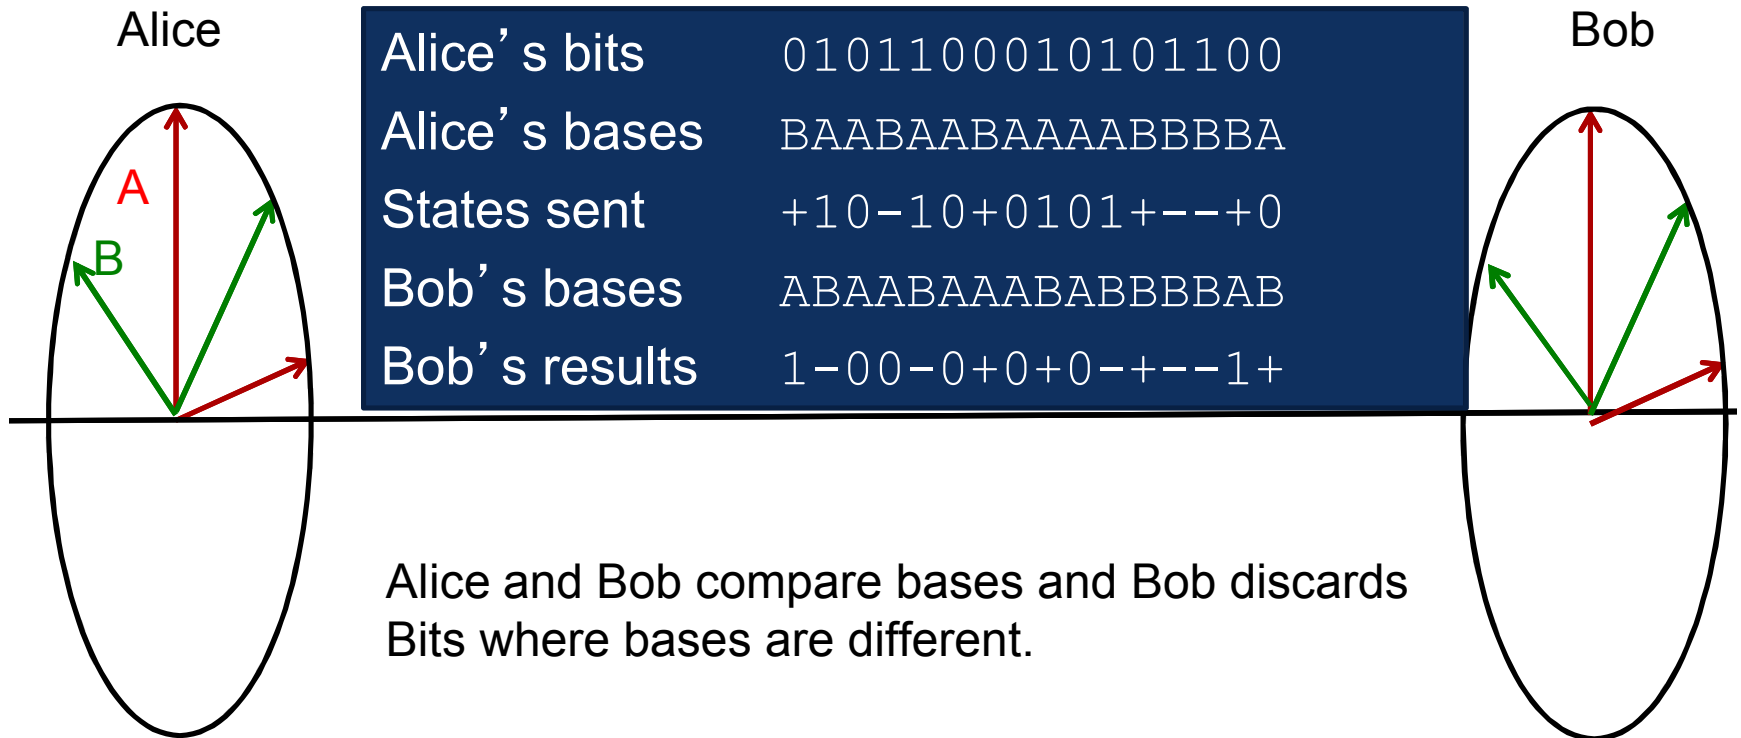 Alice
Alice's bits 0101100010101100
Bob
Alice's bases BAABAABAAAABBBBA
A
States sent +10-10+0101+--+0
B
Bob's bases ABAABAAABABBBBAB
Bob's results 1-00-0+0+0-+--1+
Alice and Bob compare bases and Bob discards
Bits where bases are different.